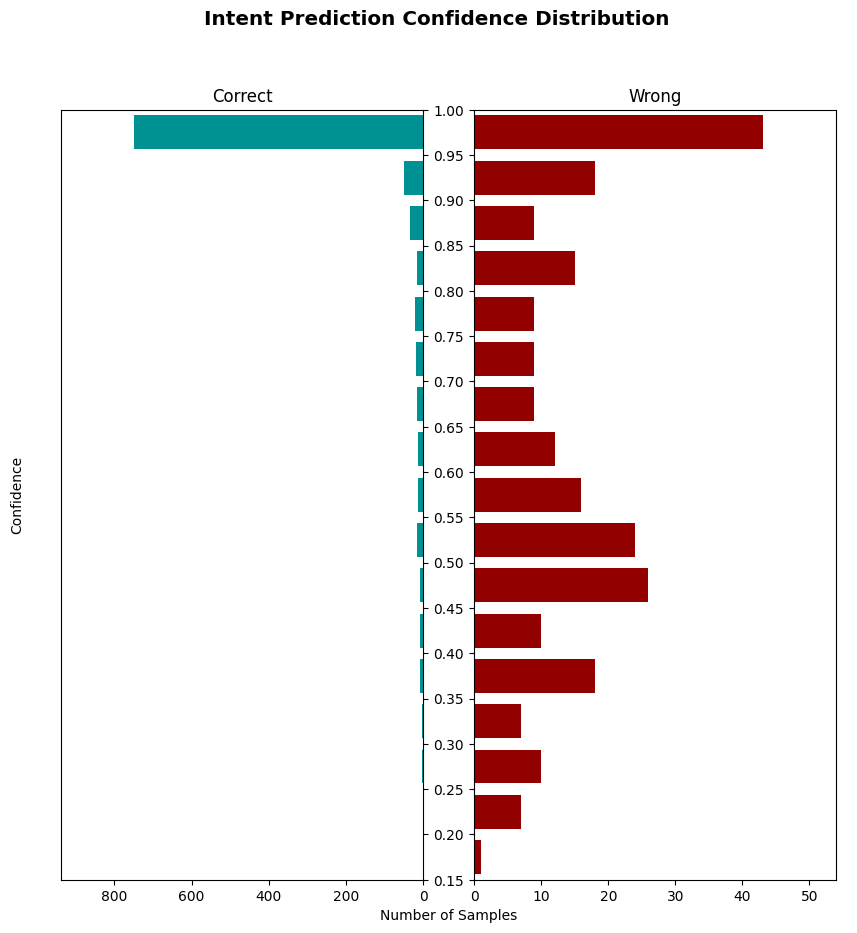 Intent Prediction Confidence Distribution
Correct
Wrong
Confidence
1.00
0.95
0.90
0.85
0.80
0.75
0.70
0.65
0.60
0.55
0.50
0.45
0.40
0.35
0.30
0.25
0.20
0.15
800 600 400 200 0
0 10 20 30 40 50
Number of Samples